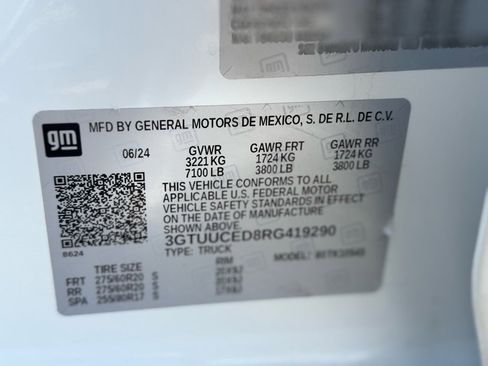 gm
MFD BY GENERAL MOTORS DE MEXICO, S. DE R.L. DE C.V.
06/24 GVWR GAWR FRT GAWR RR
3221 KG 1724 KG 1724 KG
7100 LB 3800 LB 3800 LB
THIS VEHICLE CONFORMS TO ALL
APPLICABLE U.S. FEDERAL MOTOR
VEHICLE SAFETY STANDARDS IN EFFECT
ON THE DATE OF MANUFACTURE SHOWN ABOVE.
3GTUUCED8RG419290
TYPE: TRUCK MODEL:
8624
TIRE SIZE RIM
FRT 275/60R20 S
RR 275/60R20 S
SPA 255/80R17 S